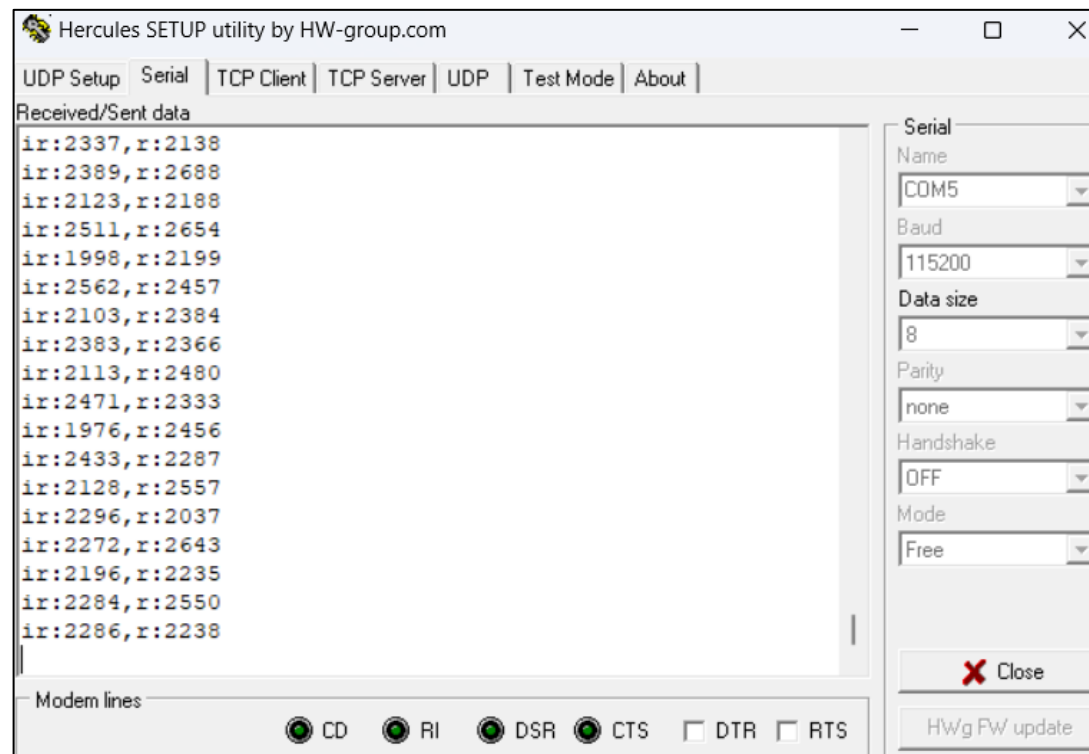 Hercules SETUP utility by HW-group.com
UDP Setup Serial TCP Client TCP Server UDP Test Mode About
Received/Sent data
ir:2337,r:2138
ir:2389,r:2688
ir:2123,r:2188
ir:2511,r:2654
ir:1998,r:2199
ir:2562,r:2457
ir:2103,r:2384
ir:2383,r:2366
ir:2113,r:2480
ir:2471,r:2333
ir:1976,r:2456
ir:2433,r:2287
ir:2128,r:2557
ir:2296,r:2037
ir:2272,r:2643
ir:2196,r:2235
ir:2284,r:2550
ir:2286,r:2238
Serial
Name
COM5
Baud
115200
Data size
8
Parity
none
Handshake
OFF
Mode
Free
Close
HWg FW update
Modem lines
CD RI DSR CTS DTR RTS